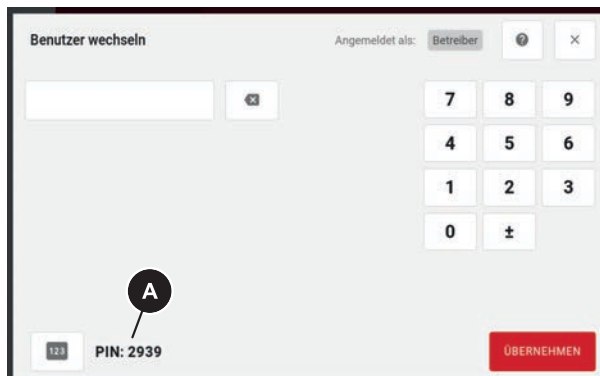 Benutzer wechseln
Angemeldet als: Betreiber
7 8 9
4 5 6
1 2 3
0 ±
A
123 PIN: 2939
ÜBERNEHMEN